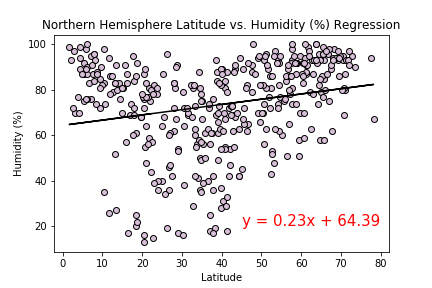 Northern Hemisphere Latitude vs. Humidity (%) Regression
100
80
60
40
20
Humidity (%)
y = 0.23x + 64.39
0 10 20 30 40 50 60 70 80
Latitude